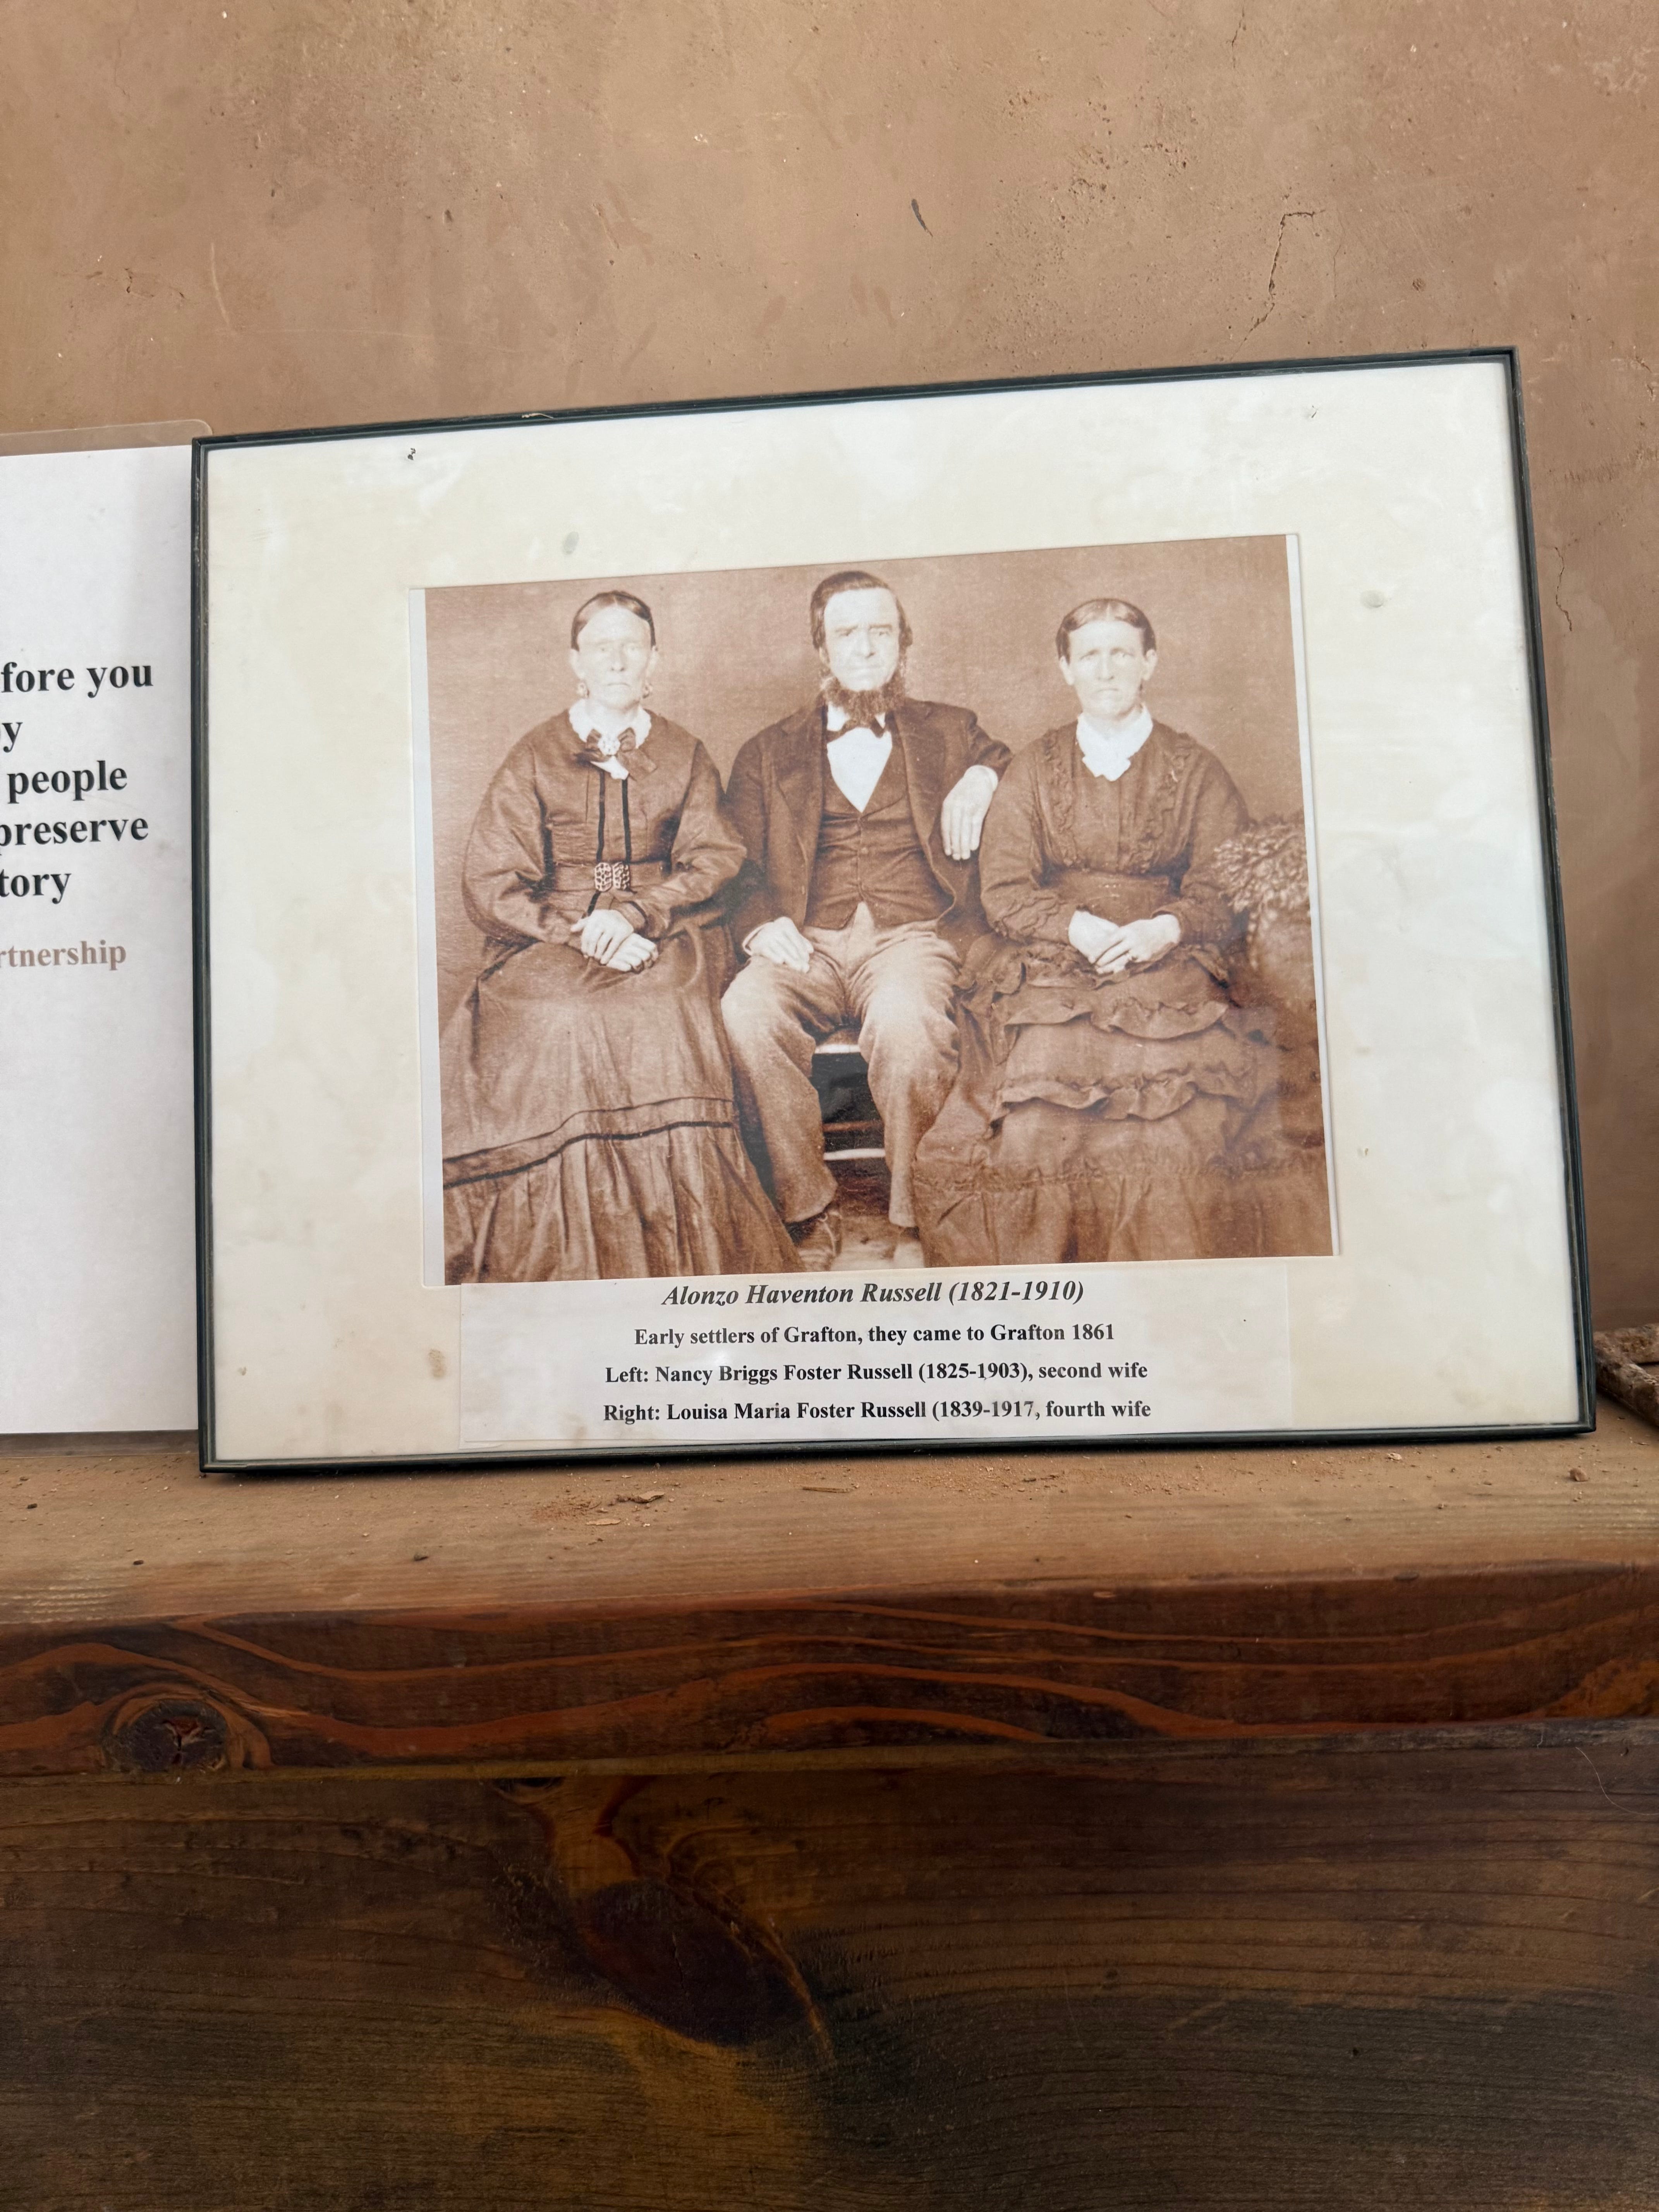 fore you
y
people
preserve
tory
rtnership
Alonzo Haventon Russell (1821-1910)
Early settlers of Grafton, they came to Grafton 1861
Left: Nancy Briggs Foster Russell (1825-1903), second wife
Right: Louisa Maria Foster Russell (1839-1917, fourth wife